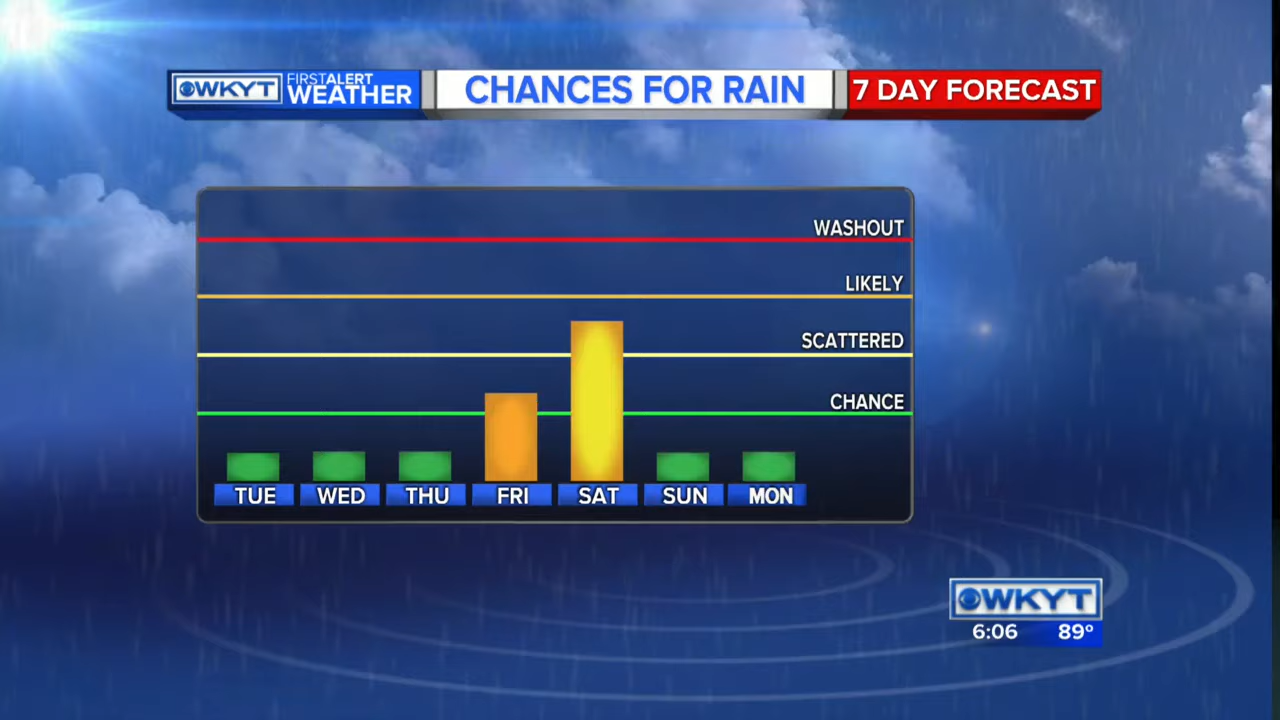 WKYT FIRST ALERT WEATHER
CHANCES FOR RAIN
7 DAY FORECAST
WASHOUT
LIKELY
SCATTERED
CHANCE
TUE WED THU FRI SAT SUN MON
WKYT
6:06 89°